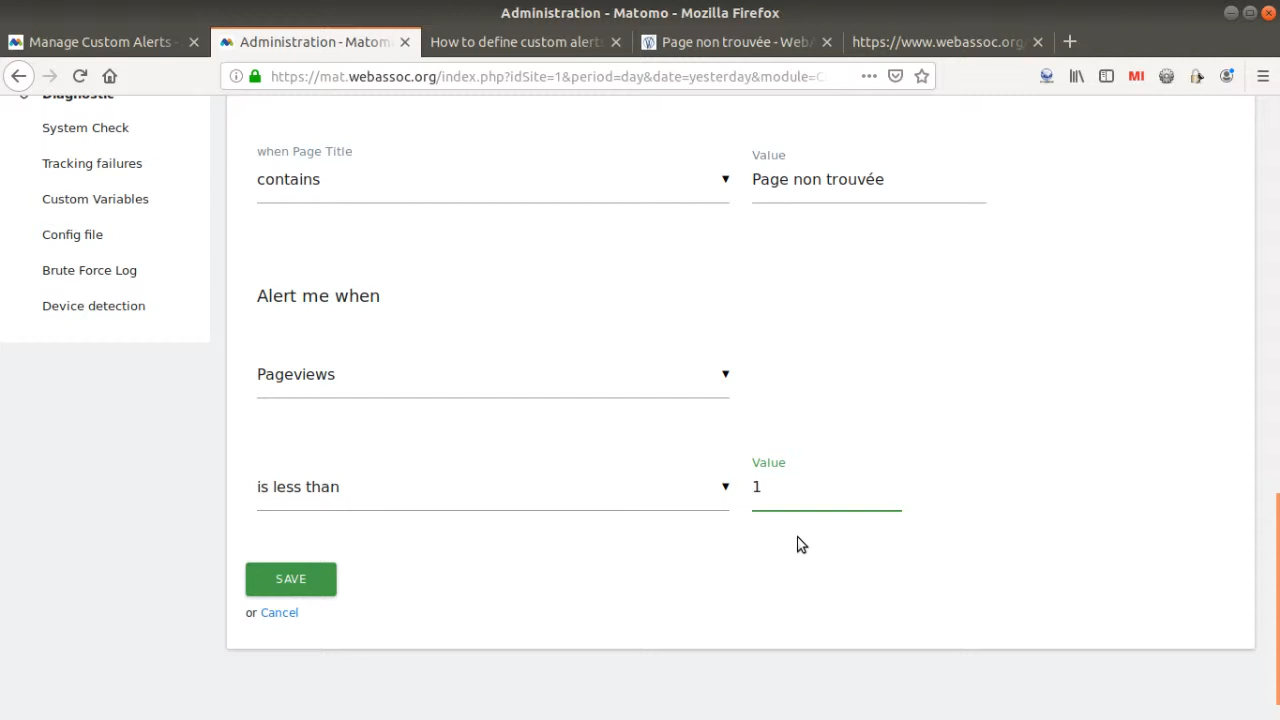 Administration - Matomo - Mozilla Firefox
Manage Custom Alerts -
Administration - Matom
How to define custom alert
Page non trouvée - Web
https://www.webassoc.org
https://mat.webassoc.org/index.php?idSite=1&period=day&date=yesterday&module=C
MI
Diagnostic
System Check
Tracking failures
Custom Variables
Config file
Brute Force Log
Device detection
when Page Title
contains
Value
Page non trouvée
Alert me when
Pageviews
is less than
Value
1
SAVE
or Cancel